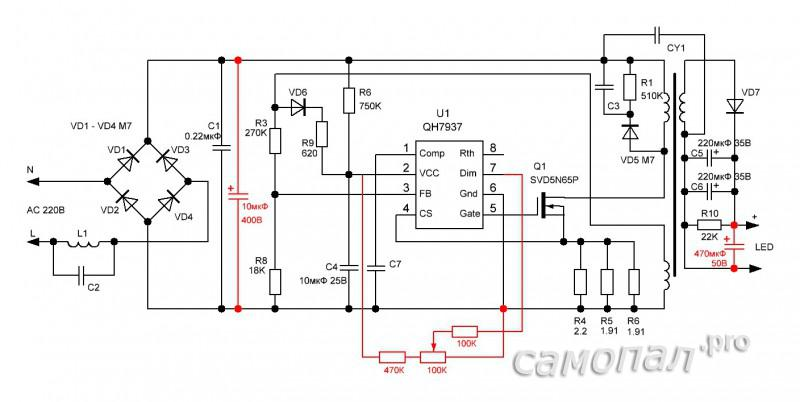 CY1
VD6
R3
270K
R9
620
R6
750K
U1
QH7937
R1
510K
C3
VD5 M7
VD7
VD1 - VD4 M7
C1
0.22мкФ
VD1
VD3
VD2
VD4
10мкФ
400В
N
AC 220В
L
L1
C2
1
Comp
Rth
8
2
VCC
Dim
7
3
FB
Gnd
6
4
CS
Gate
5
Q1
SVD5N65P
220мкФ 35В
C5
220мкФ 35В
C6
R10
22K
+
LED
470мкФ
50В
R8
18K
C4
10мкФ 25В
C7
R4
2.2
R5
1.91
R6
1.91
100K
470K
100K
самопал.pro